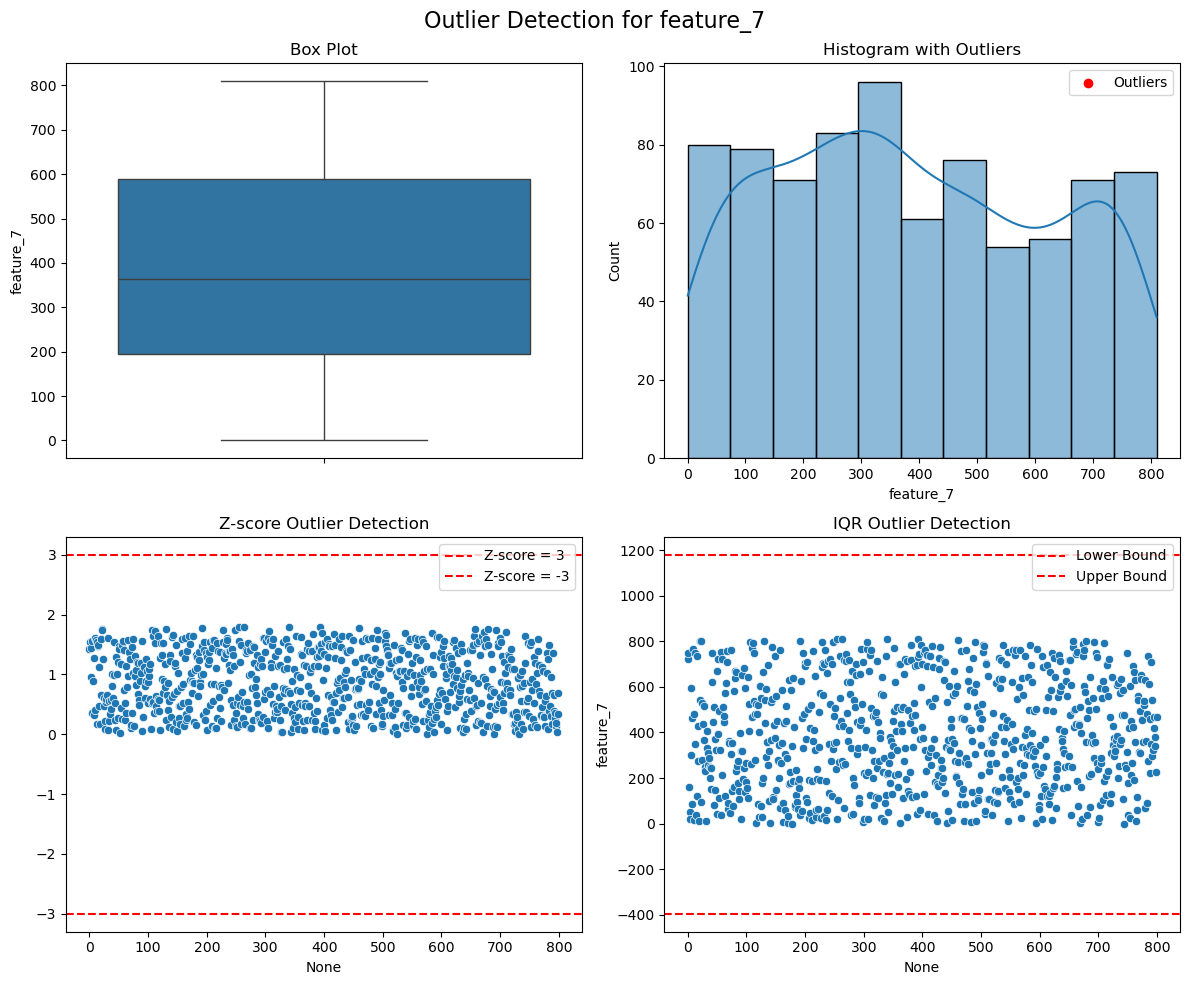 Outlier Detection for feature_7
Box Plot
800
700
600
500
400
300
200
100
0
feature_7
Histogram with Outliers
Outliers
100
80
60
40
20
0
Count
0 100 200 300 400 500 600 700 800
feature_7
Z-score Outlier Detection
Z-score = 3
Z-score = -3
3
2
1
0
−1
−2
−3
0 100 200 300 400 500 600 700 800
None
IQR Outlier Detection
Lower Bound
Upper Bound
1200
1000
800
600
400
200
0
−200
−400
feature_7
0 100 200 300 400 500 600 700 800
None